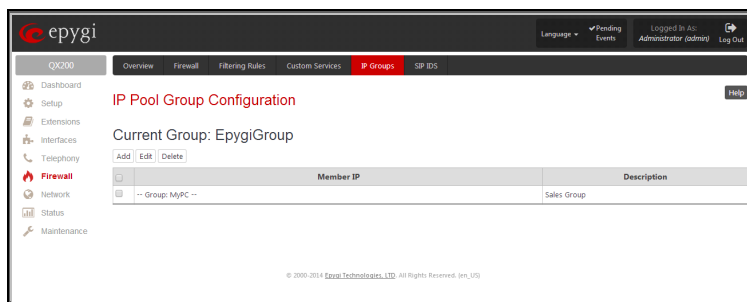 epygi
Language
Pending Events
Logged In As:
Administrator (admin)
Log Out
QX200
Overview Firewall Filtering Rules Custom Services IP Groups SIP IDS
Dashboard
Setup
Extensions
Interfaces
Telephony
Firewall
Network
Status
Maintenance
Help
IP Pool Group Configuration
Current Group: EpygiGroup
Add Edit Delete
Member IP Description
-- Group: MyPC -- Sales Group
© 2000-2014 Epygi Technologies, LTD. All Rights Reserved. (en_US)